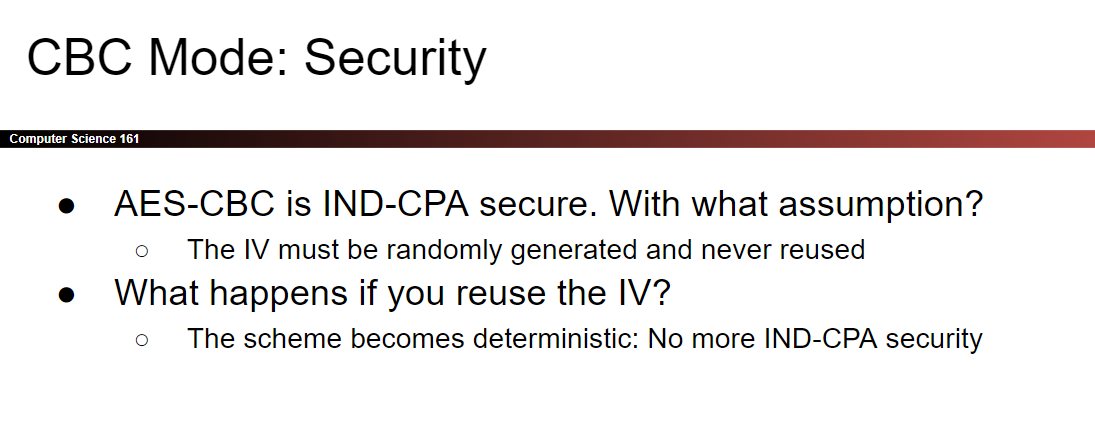 CBC Mode: Security
Computer Science 161
● AES-CBC is IND-CPA secure. With what assumption?
○ The IV must be randomly generated and never reused
● What happens if you reuse the IV?
○ The scheme becomes deterministic: No more IND-CPA security